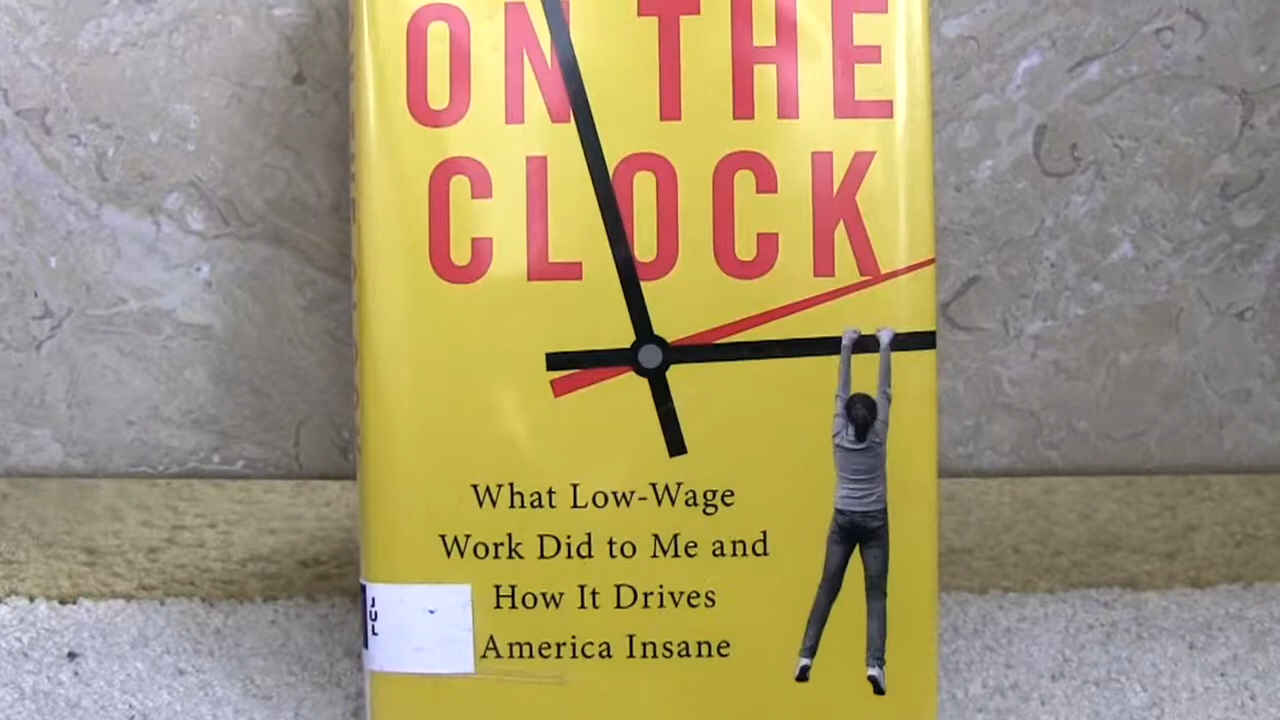 ON THE
CLOCK
What Low-Wage
Work Did to Me and
How It Drives
America Insane
JUL